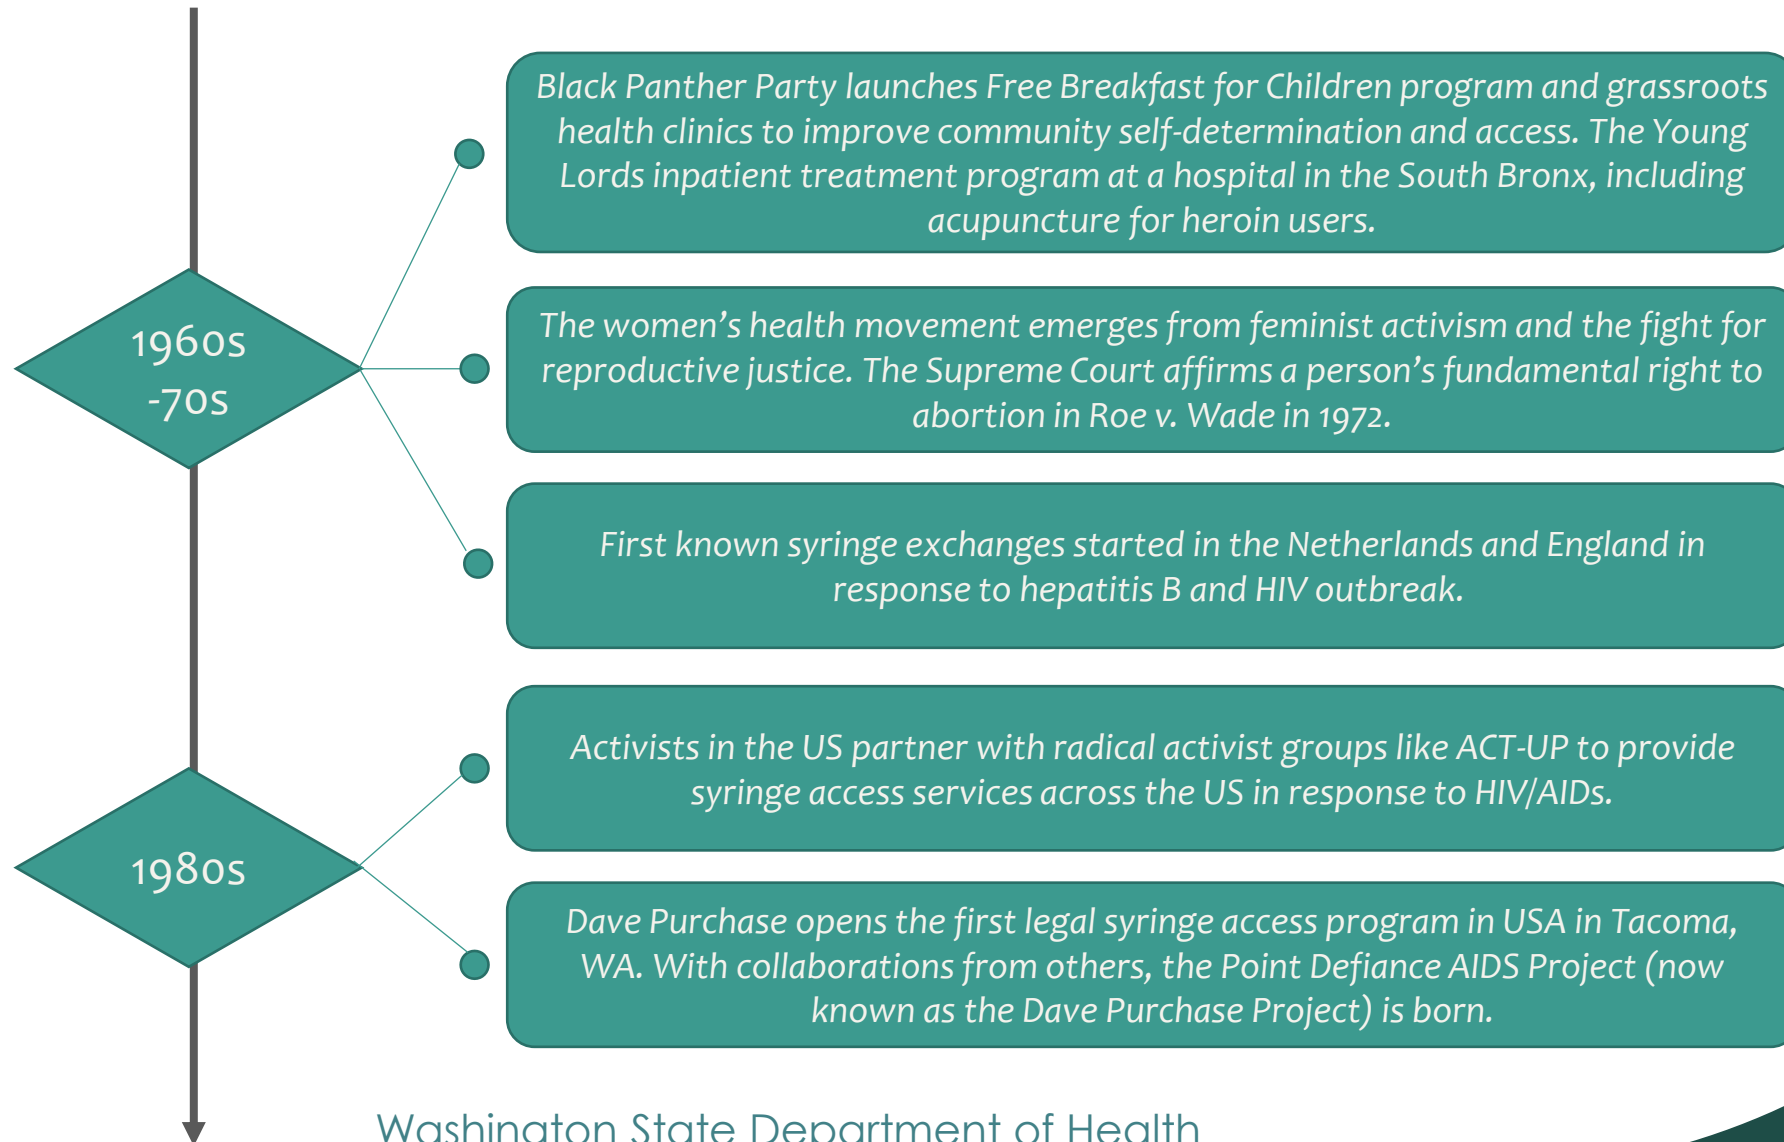 Black Panther Party launches Free Breakfast for Children program and grassroots
health clinics to improve community self-determination and access. The Young
Lords inpatient treatment program at a hospital in the South Bronx, including
acupuncture for heroin users.
1960s
-70s
The women’s health movement emerges from feminist activism and the fight for
reproductive justice. The Supreme Court affirms a person’s fundamental right to
abortion in Roe v. Wade in 1972.
First known syringe exchanges started in the Netherlands and England in
response to hepatitis B and HIV outbreak.
1980s
Activists in the US partner with radical activist groups like ACT-UP to provide
syringe access services across the US in response to HIV/AIDs.
Dave Purchase opens the first legal syringe access program in USA in Tacoma,
WA. With collaborations from others, the Point Defiance AIDS Project (now
known as the Dave Purchase Project) is born.
Washington State Department of Health